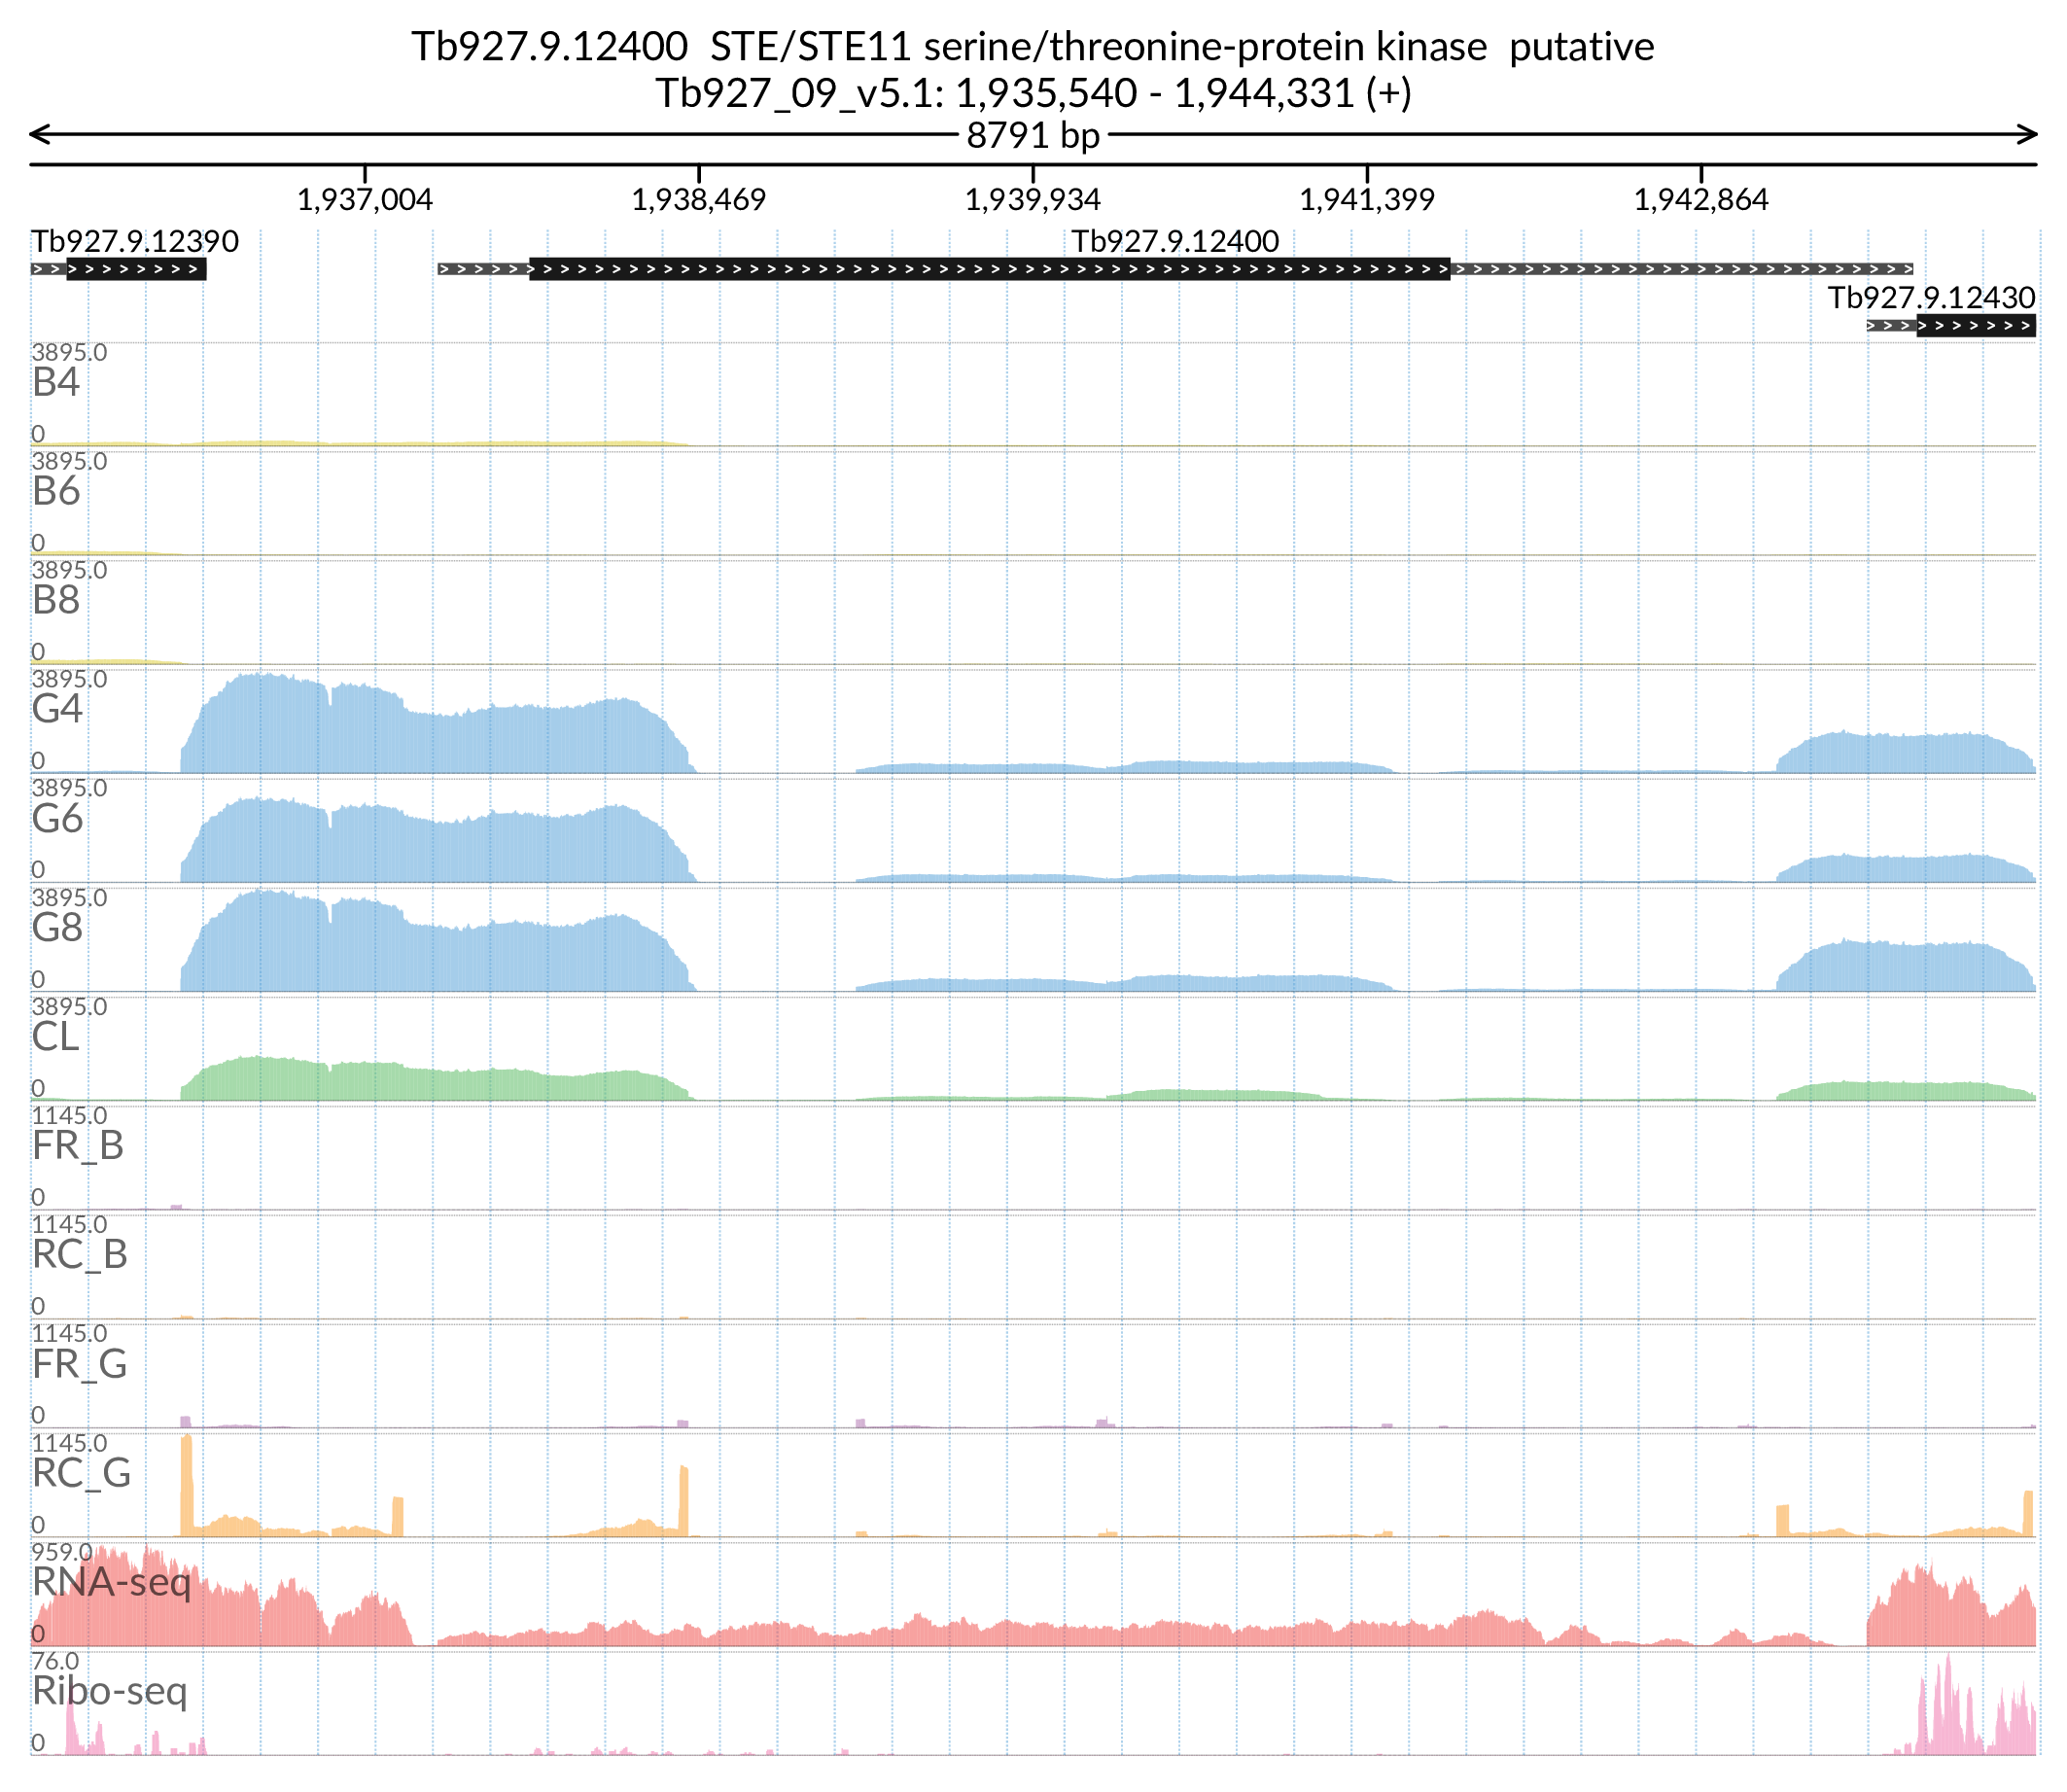 Tb927.9.12400  STE/STE11 serine/threonine-protein kinase  putative
Tb927_09_v5.1: 1,935,540 - 1,944,331 (+)
8791 bp
1,937,004 1,938,469 1,939,934 1,941,399 1,942,864
Tb927.9.12390 Tb927.9.12400
Tb927.9.12430
3895.0
B4
0
3895.0
B6
0
3895.0
B8
0
3895.0
G4
0
3895.0
G6
0
3895.0
G8
0
3895.0
CL
0
1145.0
FR_B
0
1145.0
RC_B
0
1145.0
FR_G
0
1145.0
RC_G
0
959.0
RNA-seq
0
76.0
Ribo-seq
0